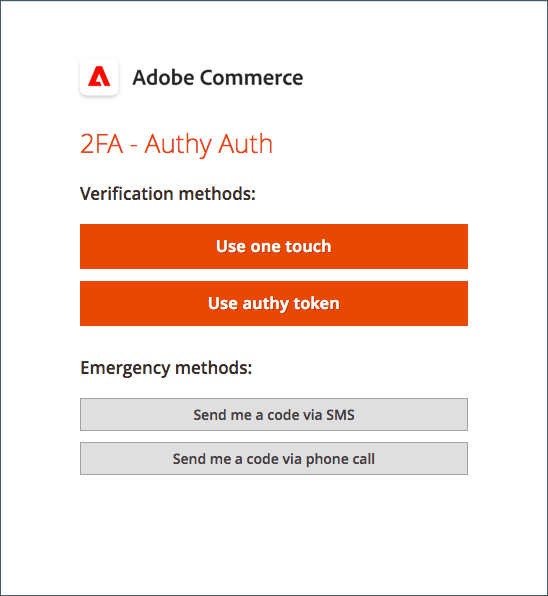 Adobe Commerce
2FA - Authy Auth
Verification methods:
Use one touch
Use authy token
Emergency methods:
Send me a code via SMS
Send me a code via phone call